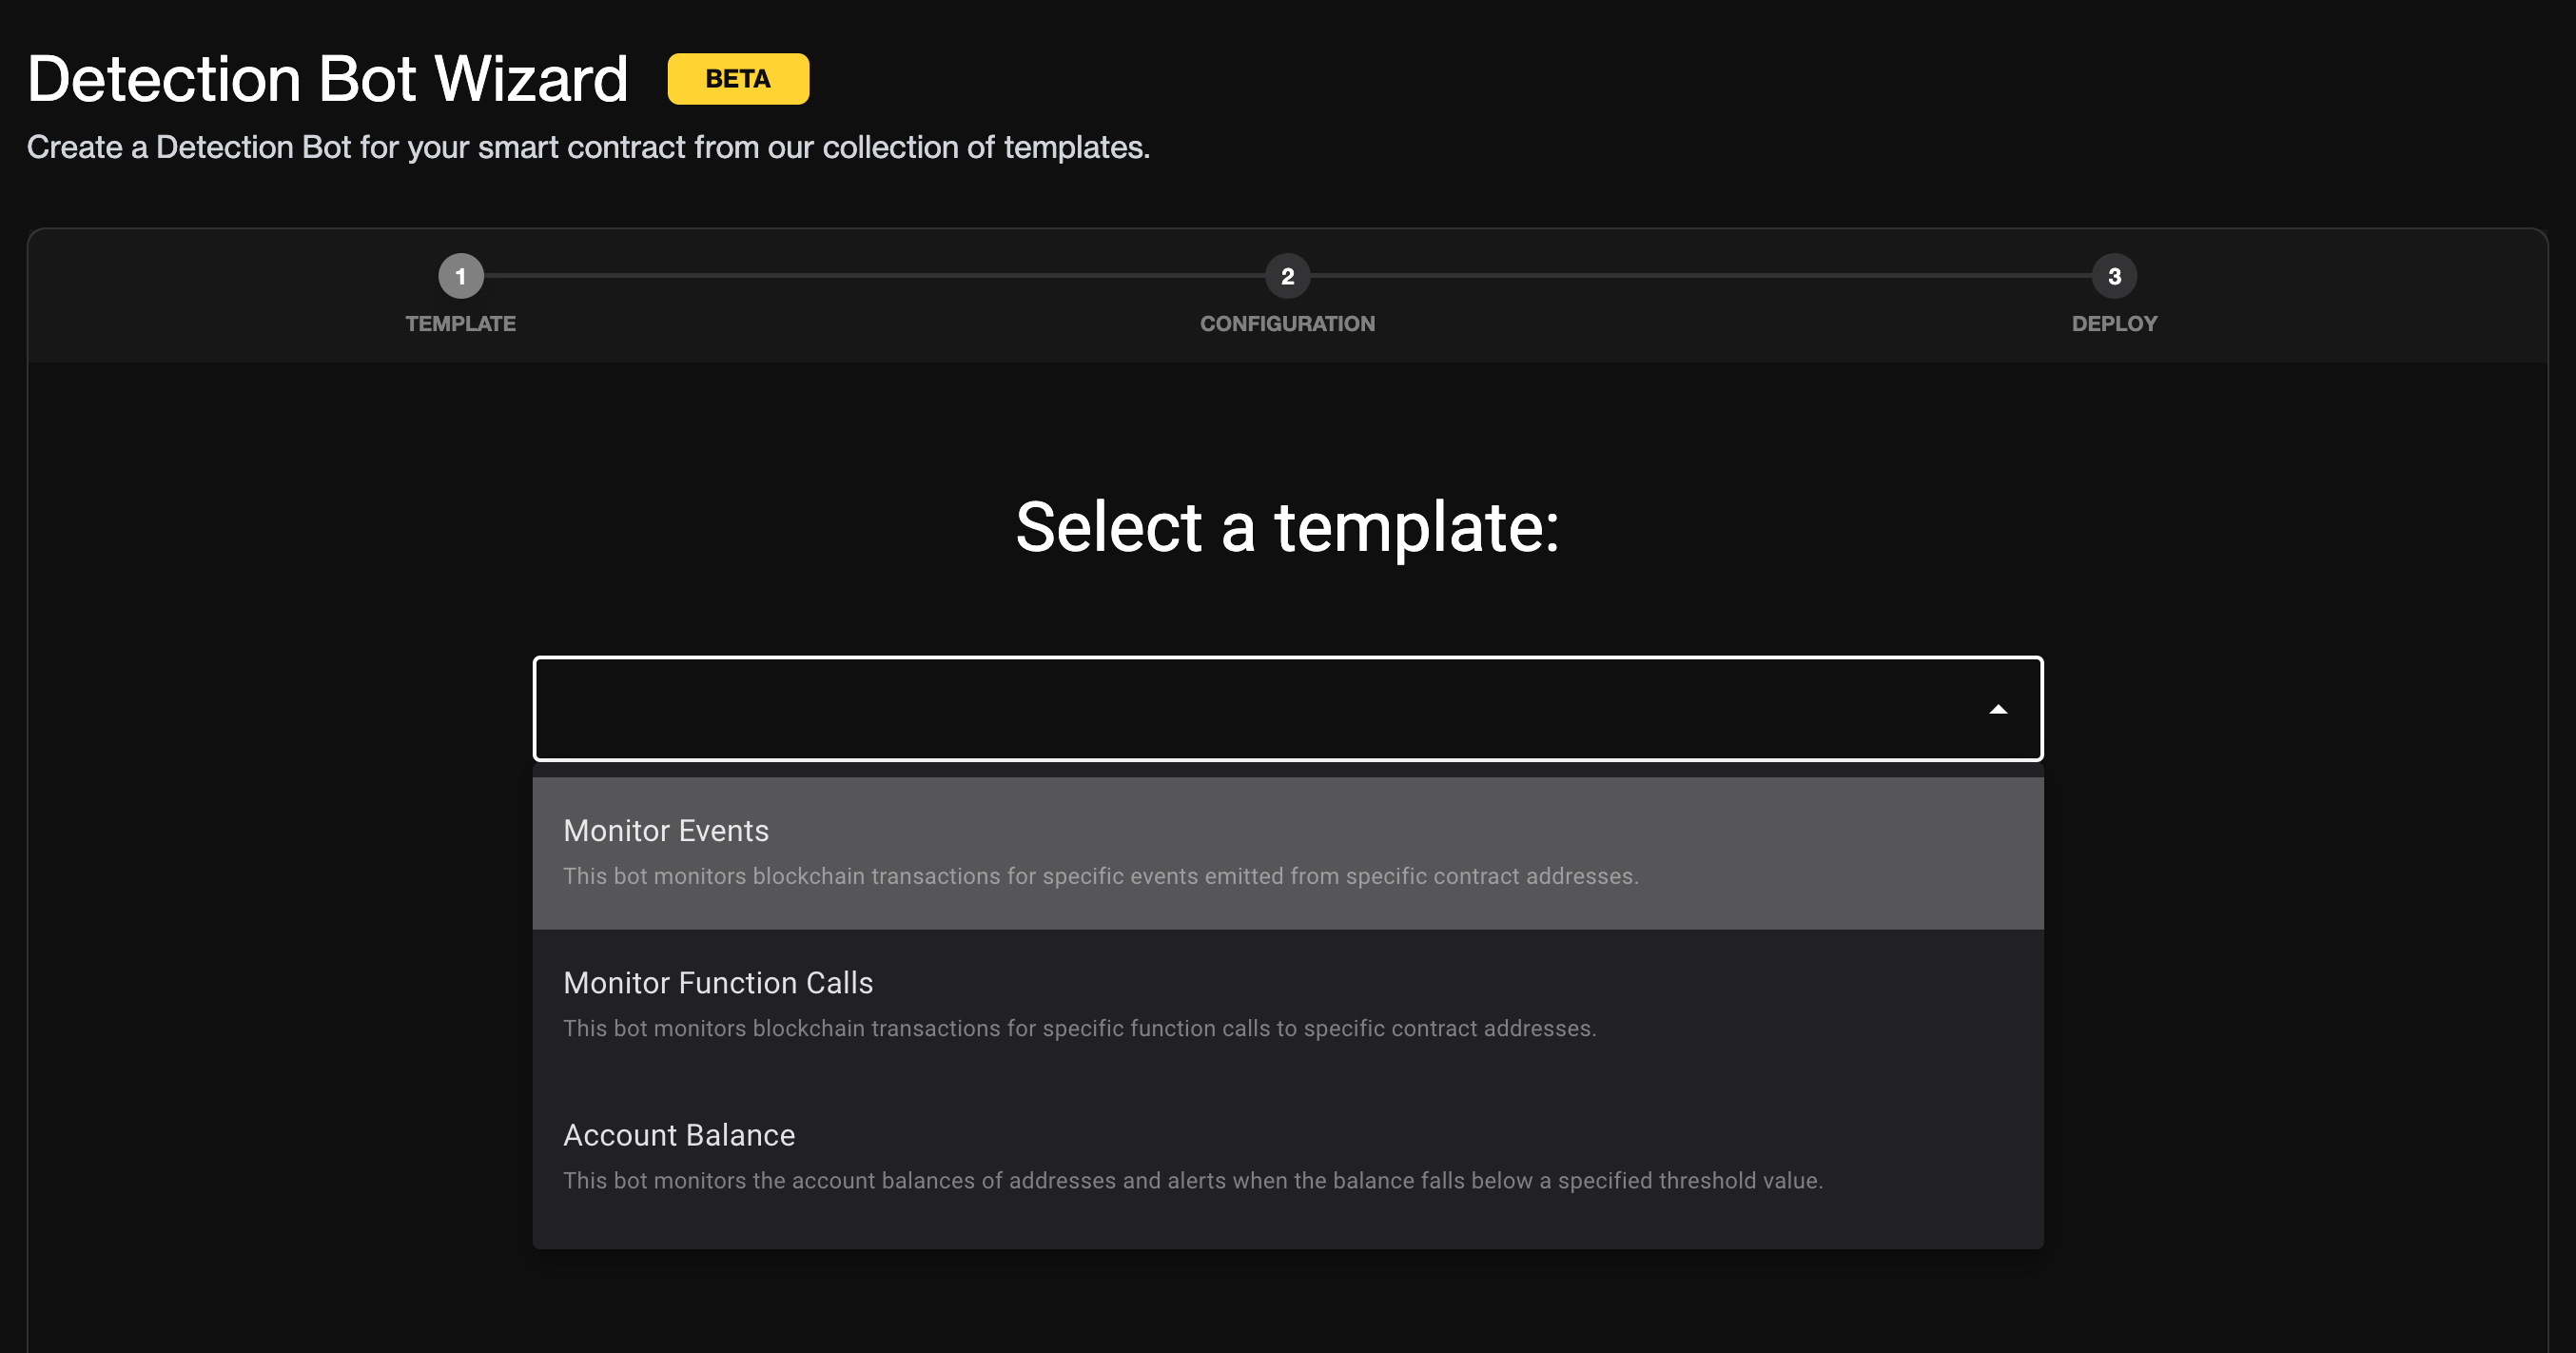 Detection Bot Wizard BETA
Create a Detection Bot for your smart contract from our collection of templates.
1 2 3
TEMPLATE CONFIGURATION DEPLOY
Select a template:
Monitor Events
This bot monitors blockchain transactions for specific events emitted from specific contract addresses.
Monitor Function Calls
This bot monitors blockchain transactions for specific function calls to specific contract addresses.
Account Balance
This bot monitors the account balances of addresses and alerts when the balance falls below a specified threshold value.